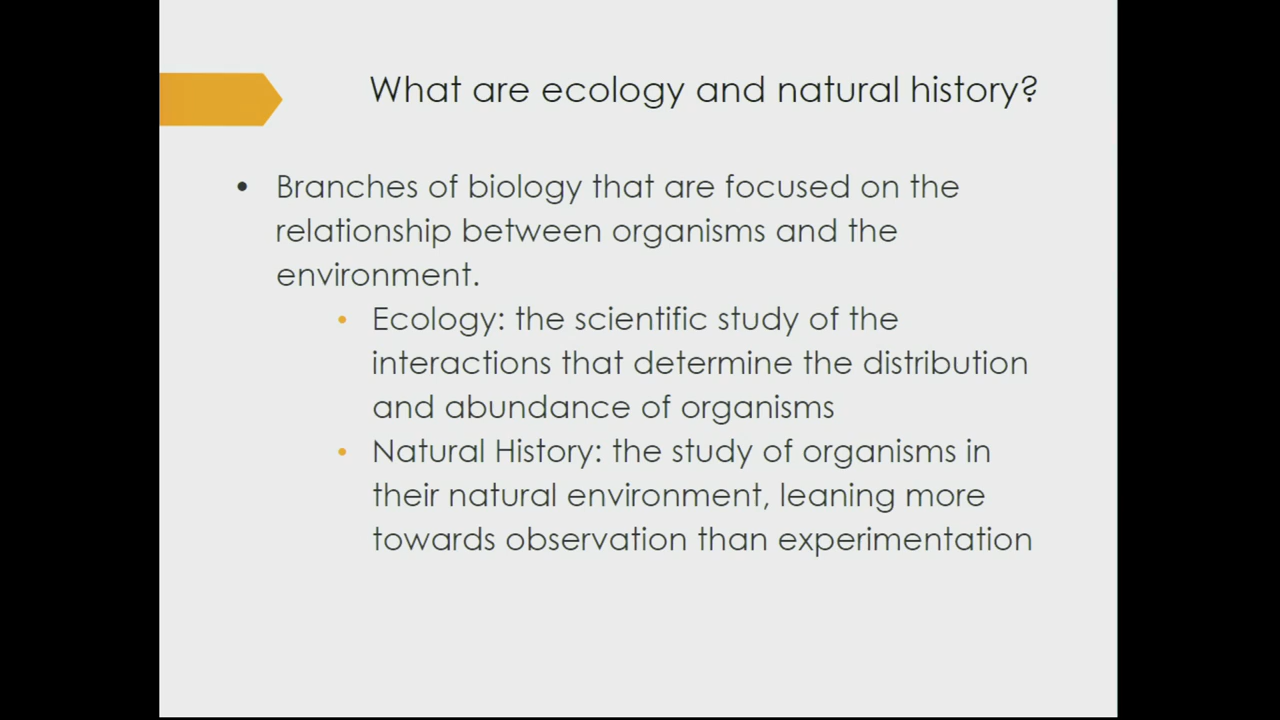 What are ecology and natural history?
• Branches of biology that are focused on the
relationship between organisms and the
environment.
• Ecology: the scientific study of the
interactions that determine the distribution
and abundance of organisms
• Natural History: the study of organisms in
their natural environment, leaning more
towards observation than experimentation